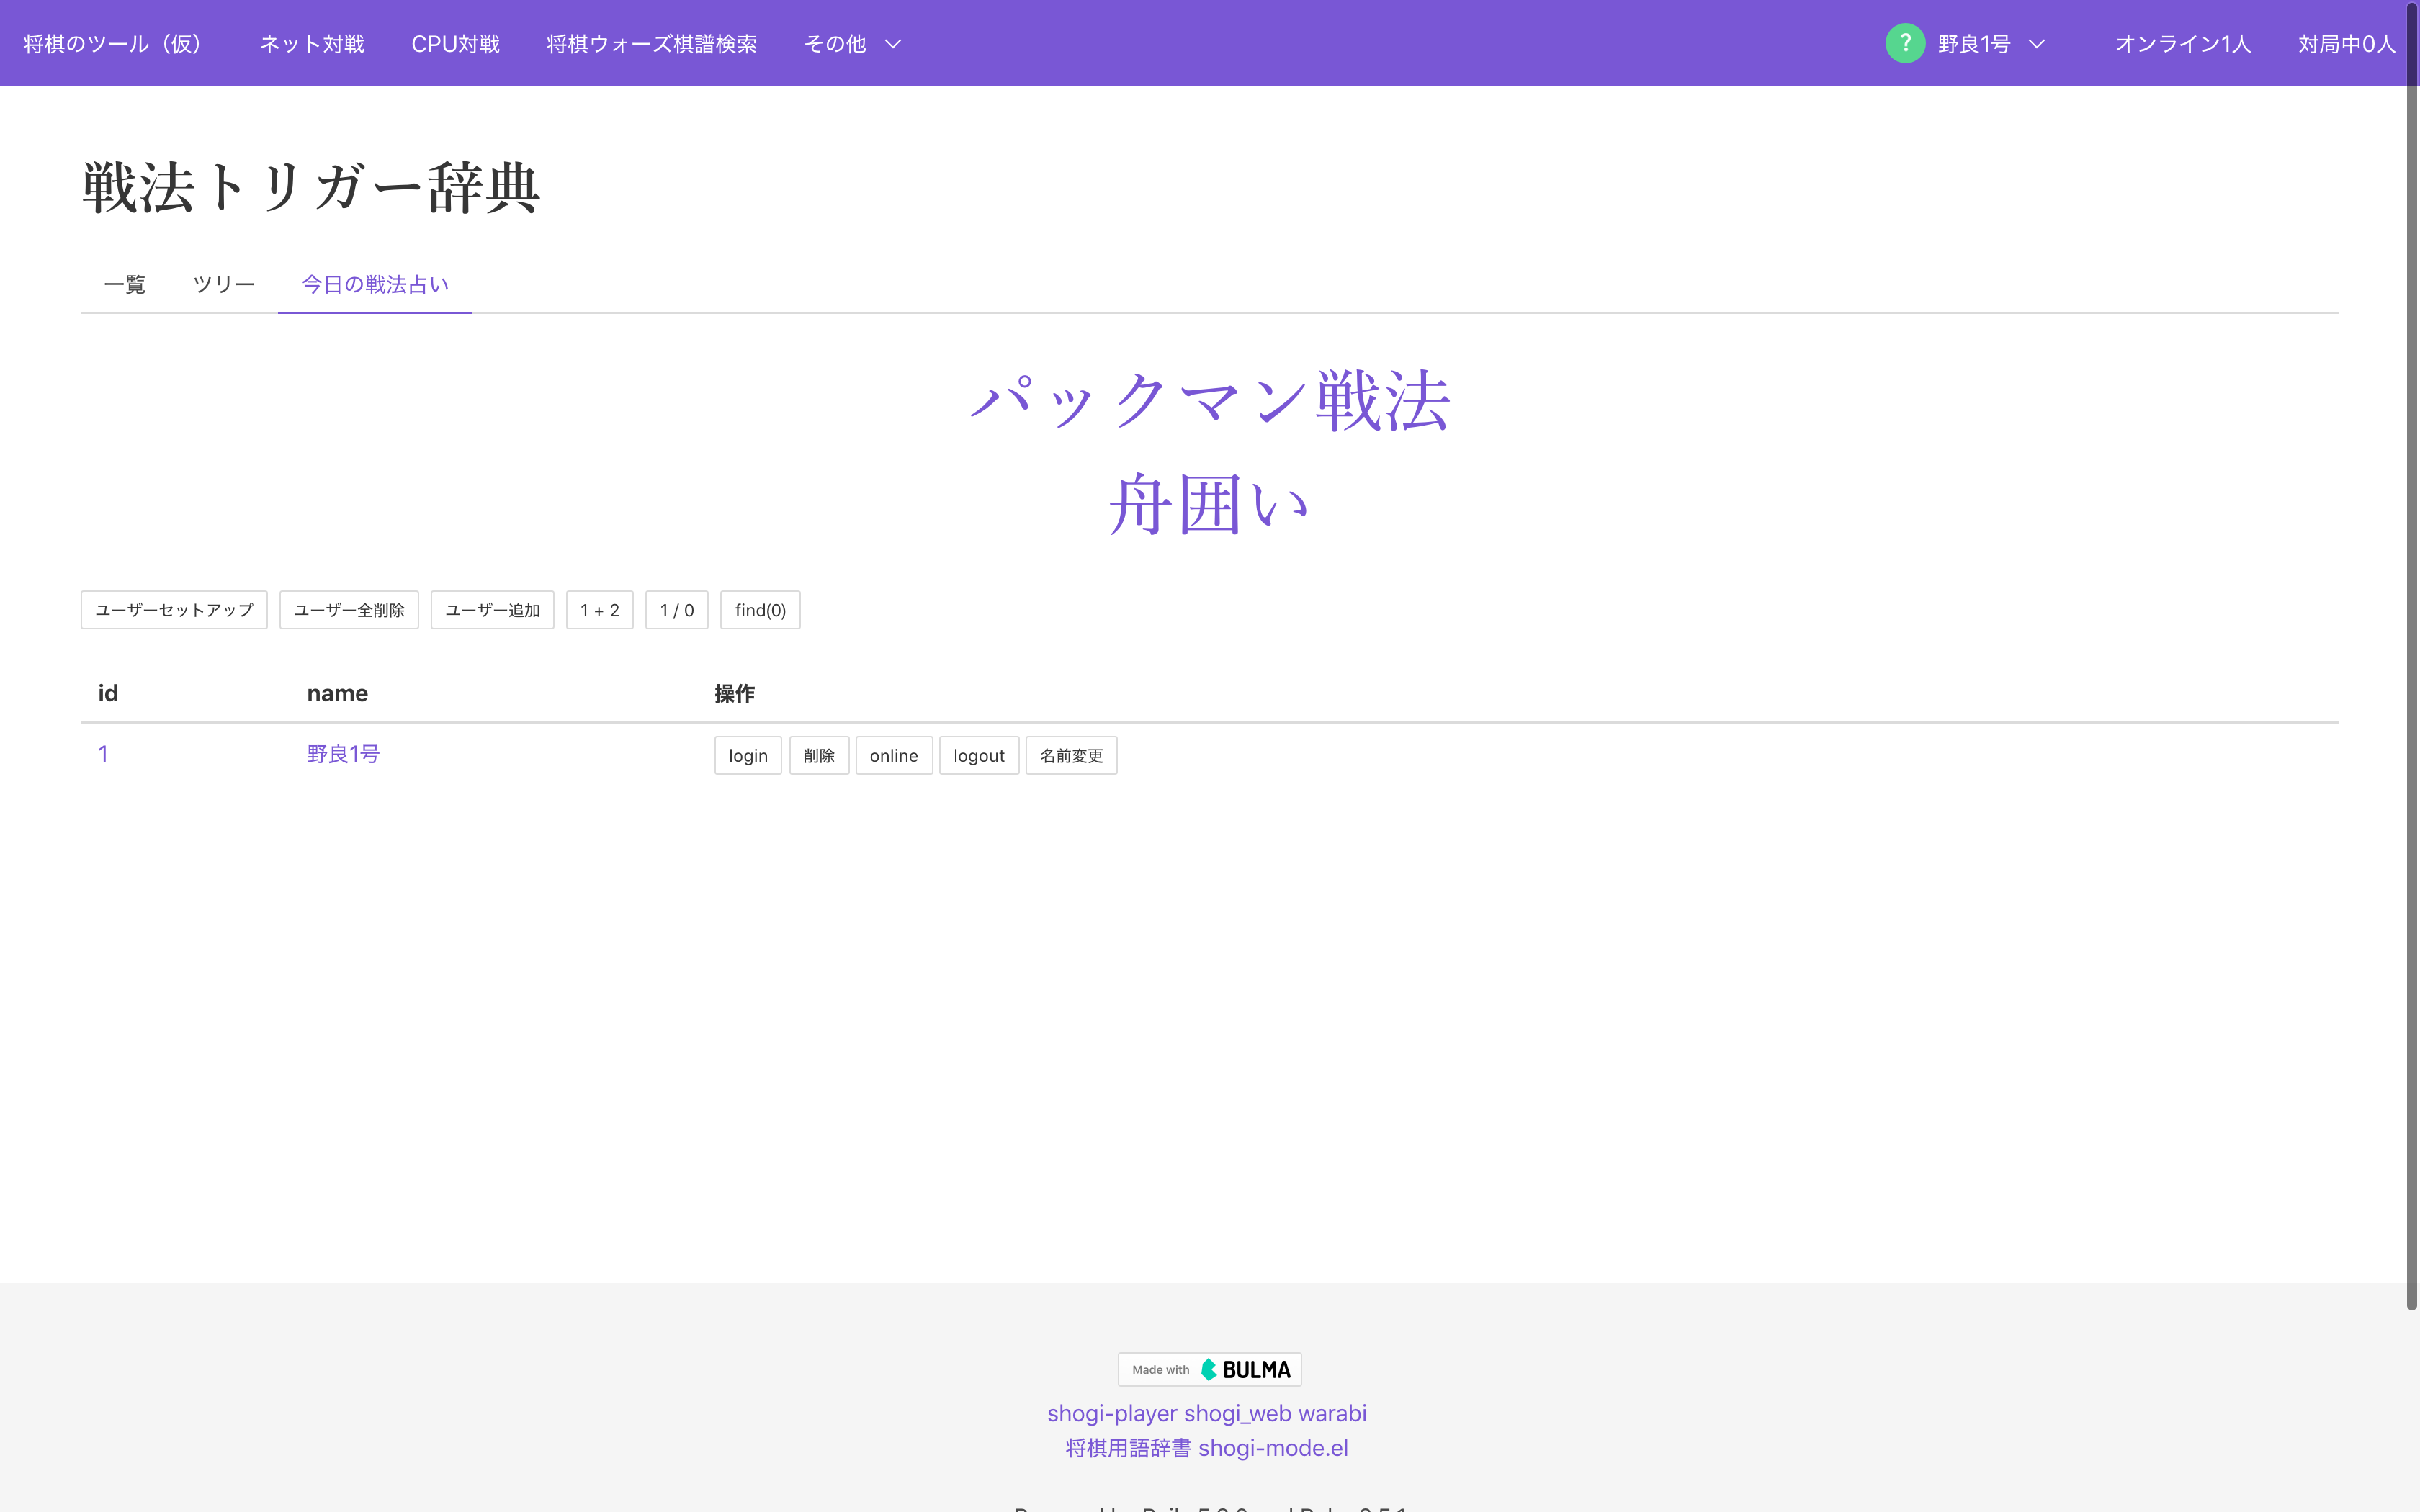 将棋のツール（仮） ネット対戦 CPU対戦 将棋ウォーズ棋譜検索 その他 ? 野良1号 オンライン1人 対局中0人
戦法トリガー辞典
一覧 ツリー 今日の戦法占い
パックマン戦法
舟囲い
ユーザーセットアップ ユーザー全削除 ユーザー追加 1 + 2 1 / 0 find(0)
id name 操作
1 野良1号 login 削除 online logout 名前変更
Made with BULMA
shogi-player shogi_web warabi
将棋用語辞書 shogi-mode.el